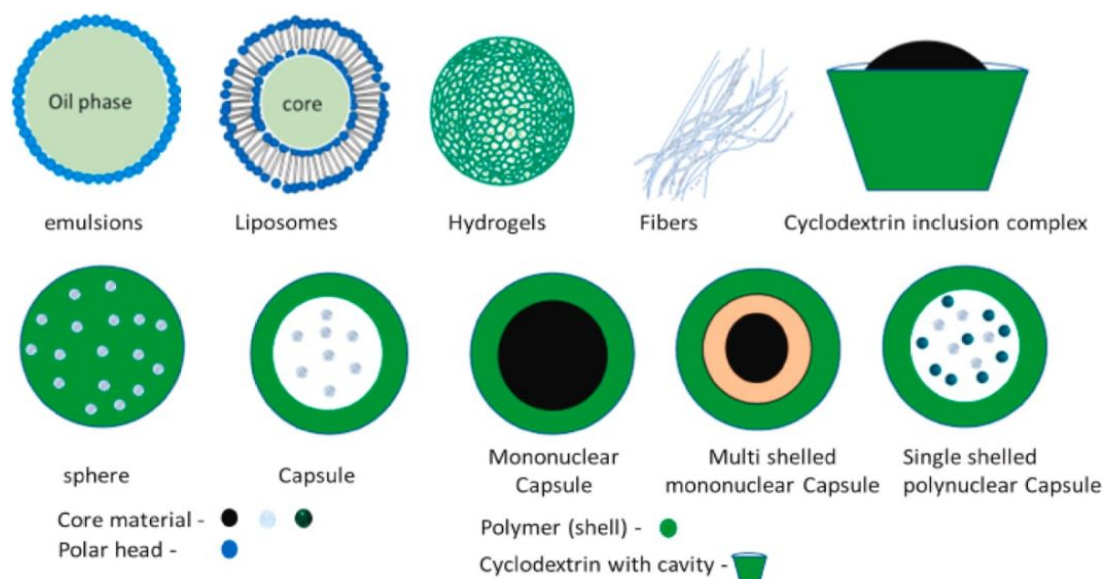 Oil phase
core
emulsions
Liposomes
Hydrogels
Fibers
Cyclodextrin inclusion complex
sphere
Capsule
Mononuclear
Capsule
Multi shelled
mononuclear Capsule
Single shelled
polynuclear Capsule
Core material -
Polar head -
Polymer (shell) -
Cyclodextrin with cavity -